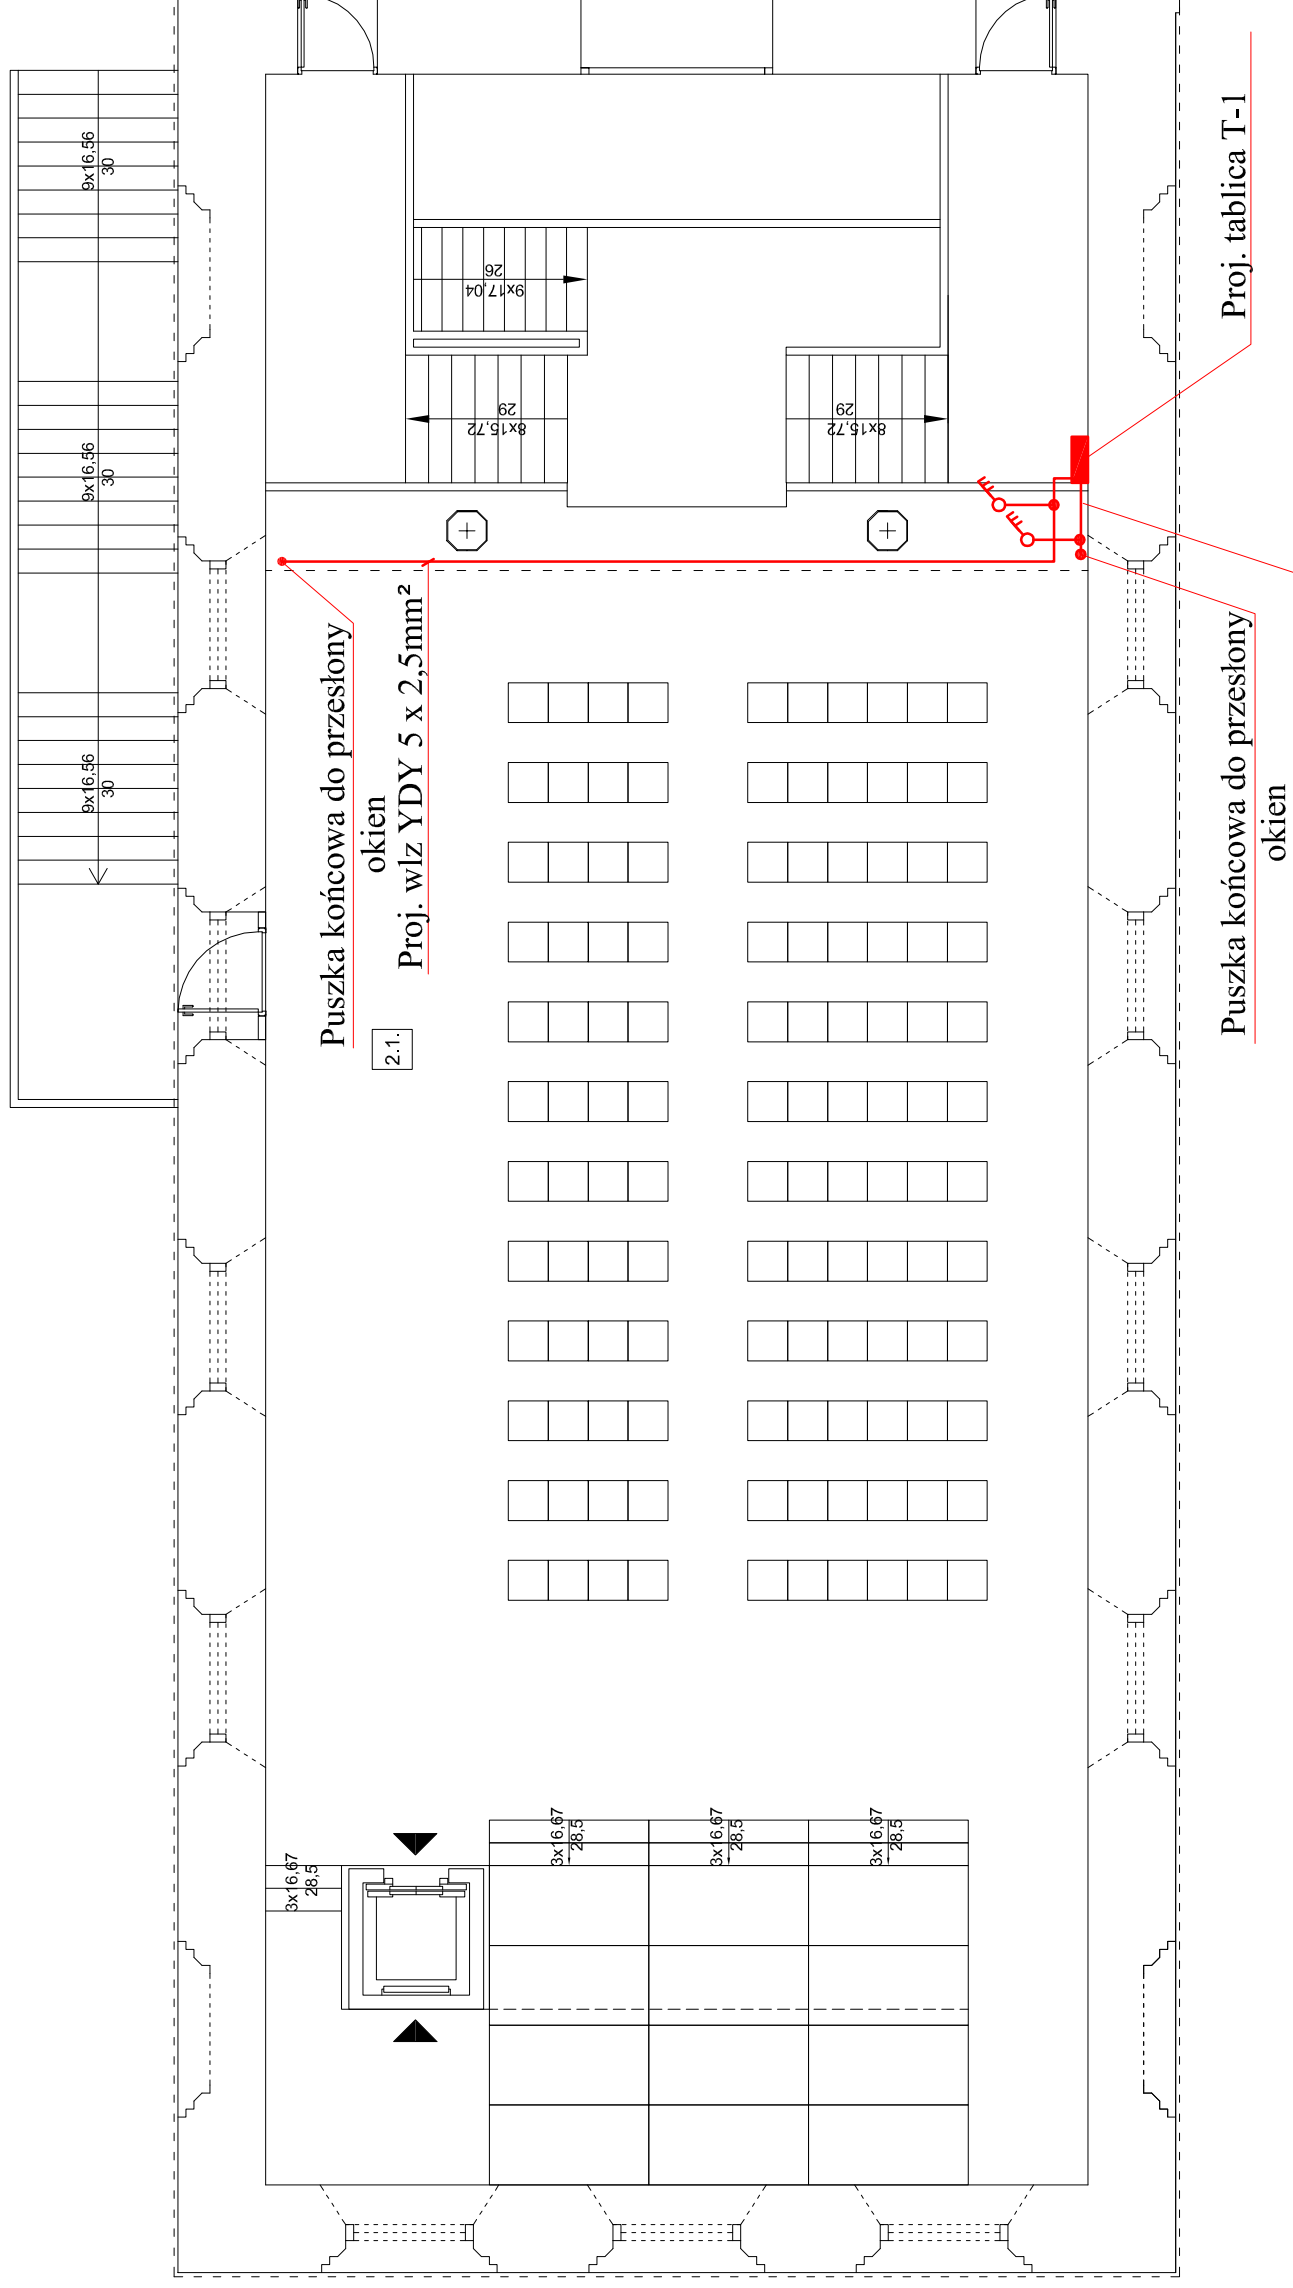 9x16,56
30
9x16,56
30
9x16,56
30
9x17,04
26
8x15,72
29
8x15,72
29
Proj. tablica T-1
Puszka końcowa do przesłony
okien
Proj. wlz YDY 5 x 2,5mm²
2.1.
Puszka końcowa do przesłony
okien
3x16,67
28,5
3x16,67
28,5
3x16,67
28,5
3x16,67
28,5